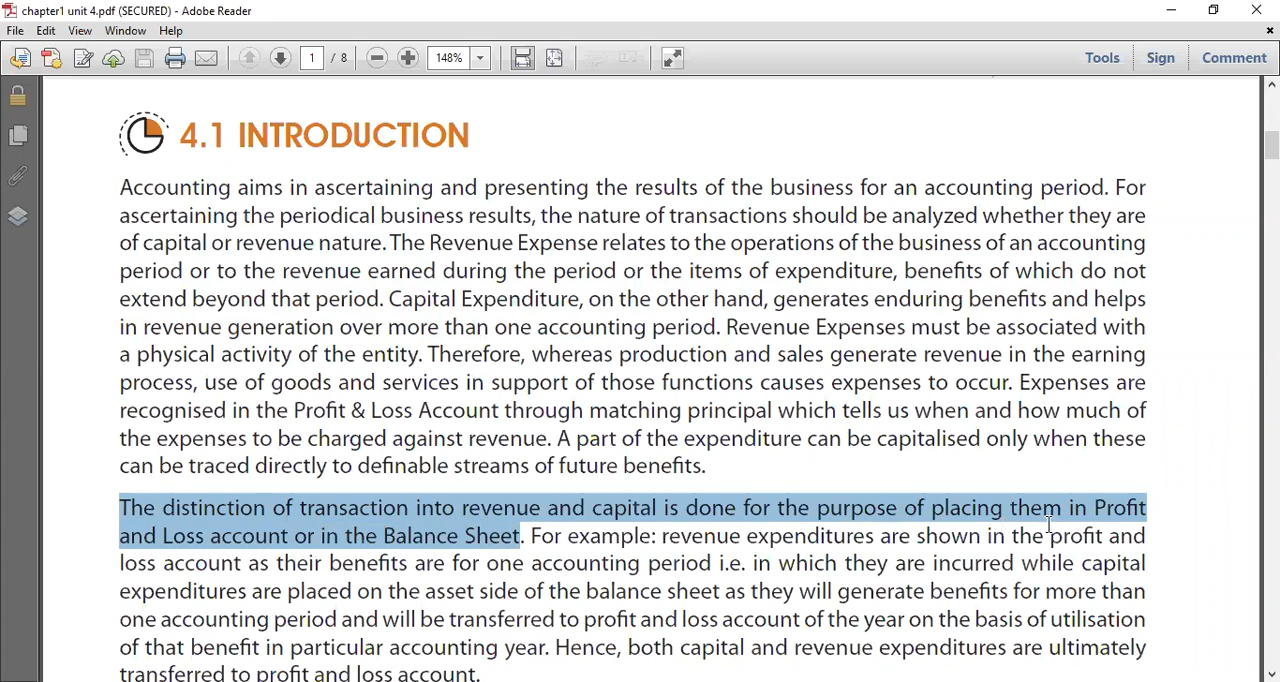 chapter1 unit 4.pdf (SECURED) - Adobe Reader
File Edit View Window Help
1 / 8 148% Tools Sign Comment
4.1 INTRODUCTION
Accounting aims in ascertaining and presenting the results of the business for an accounting period. For
ascertaining the periodical business results, the nature of transactions should be analyzed whether they are
of capital or revenue nature. The Revenue Expense relates to the operations of the business of an accounting
period or to the revenue earned during the period or the items of expenditure, benefits of which do not
extend beyond that period. Capital Expenditure, on the other hand, generates enduring benefits and helps
in revenue generation over more than one accounting period. Revenue Expenses must be associated with
a physical activity of the entity. Therefore, whereas production and sales generate revenue in the earning
process, use of goods and services in support of those functions causes expenses to occur. Expenses are
recognised in the Profit & Loss Account through matching principal which tells us when and how much of
the expenses to be charged against revenue. A part of the expenditure can be capitalised only when these
can be traced directly to definable streams of future benefits.
The distinction of transaction into revenue and capital is done for the purpose of placing them in Profit
and Loss account or in the Balance Sheet. For example: revenue expenditures are shown in the profit and
loss account as their benefits are for one accounting period i.e. in which they are incurred while capital
expenditures are placed on the asset side of the balance sheet as they will generate benefits for more than
one accounting period and will be transferred to profit and loss account of the year on the basis of utilisation
of that benefit in particular accounting year. Hence, both capital and revenue expenditures are ultimately
transferred to profit and loss account.